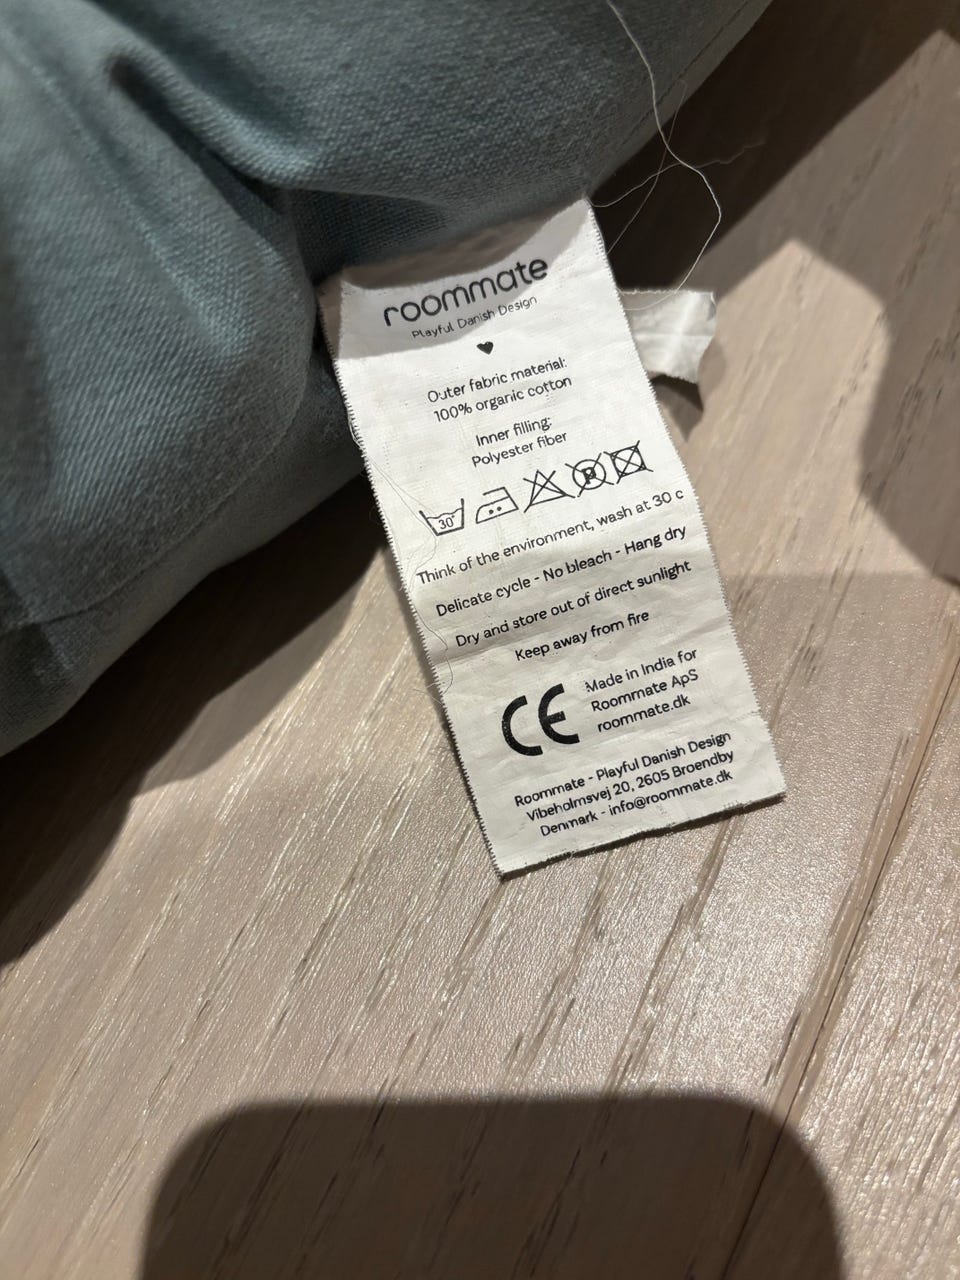 roommate
Playful Danish Design
Outer fabric material:
100% organic cotton
Inner filling:
Polyester fiber
30° P
Think of the environment, wash at 30 c
Delicate cycle - No bleach - Hang dry
Dry and store out of direct sunlight
Keep away from fire
CE
Made in India for
Roommate ApS
roommate.dk
Roommate - Playful Danish Design
Vibeholmsvej 20, 2605 Broendby
Denmark - info@roommate.dk